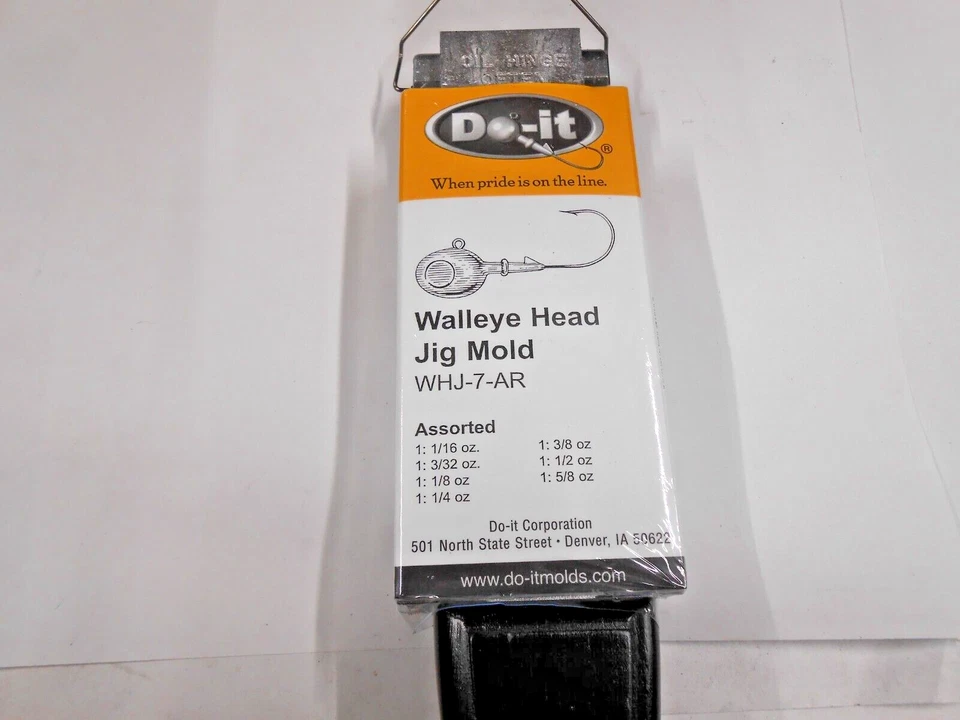 OIL HINGE
Do-it
®
When pride is on the line.
Walleye Head
Jig Mold
WHJ-7-AR
Assorted
1: 1/16 oz.
1: 3/32 oz.
1: 1/8 oz
1: 1/4 oz
1: 3/8 oz
1: 1/2 oz
1: 5/8 oz
Do-it Corporation
501 North State Street • Denver, IA 50622
www.do-itmolds.com